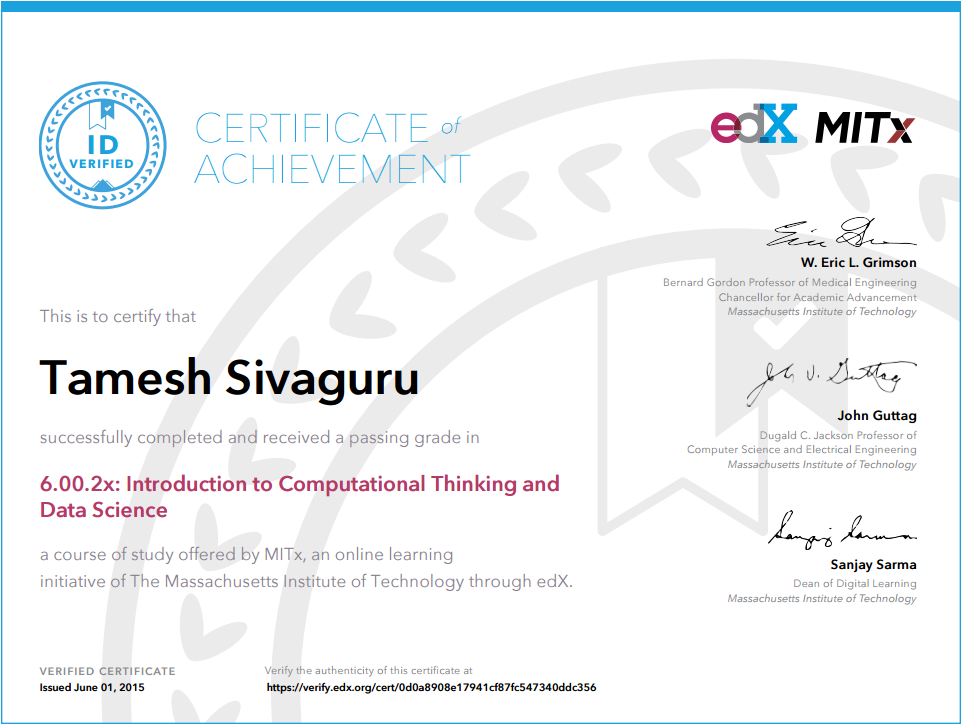 ID
VERIFIED
CERTIFICATE of
ACHIEVEMENT
edX MITx
W. Eric L. Grimson
Bernard Gordon Professor of Medical Engineering
Chancellor for Academic Advancement
Massachusetts Institute of Technology
This is to certify that
Tamesh Sivaguru
successfully completed and received a passing grade in
6.00.2x: Introduction to Computational Thinking and
Data Science
a course of study offered by MITx, an online learning
initiative of The Massachusetts Institute of Technology through edX.
John V. Guttag
John Guttag
Dugald C. Jackson Professor of
Computer Science and Electrical Engineering
Massachusetts Institute of Technology
Sanjay Sarma
Sanjay Sarma
Dean of Digital Learning
Massachusetts Institute of Technology
VERIFIED CERTIFICATE
Issued June 01, 2015
Verify the authenticity of this certificate at
https://verify.edx.org/cert/0d0a8908e17941cf87fc547340ddc356